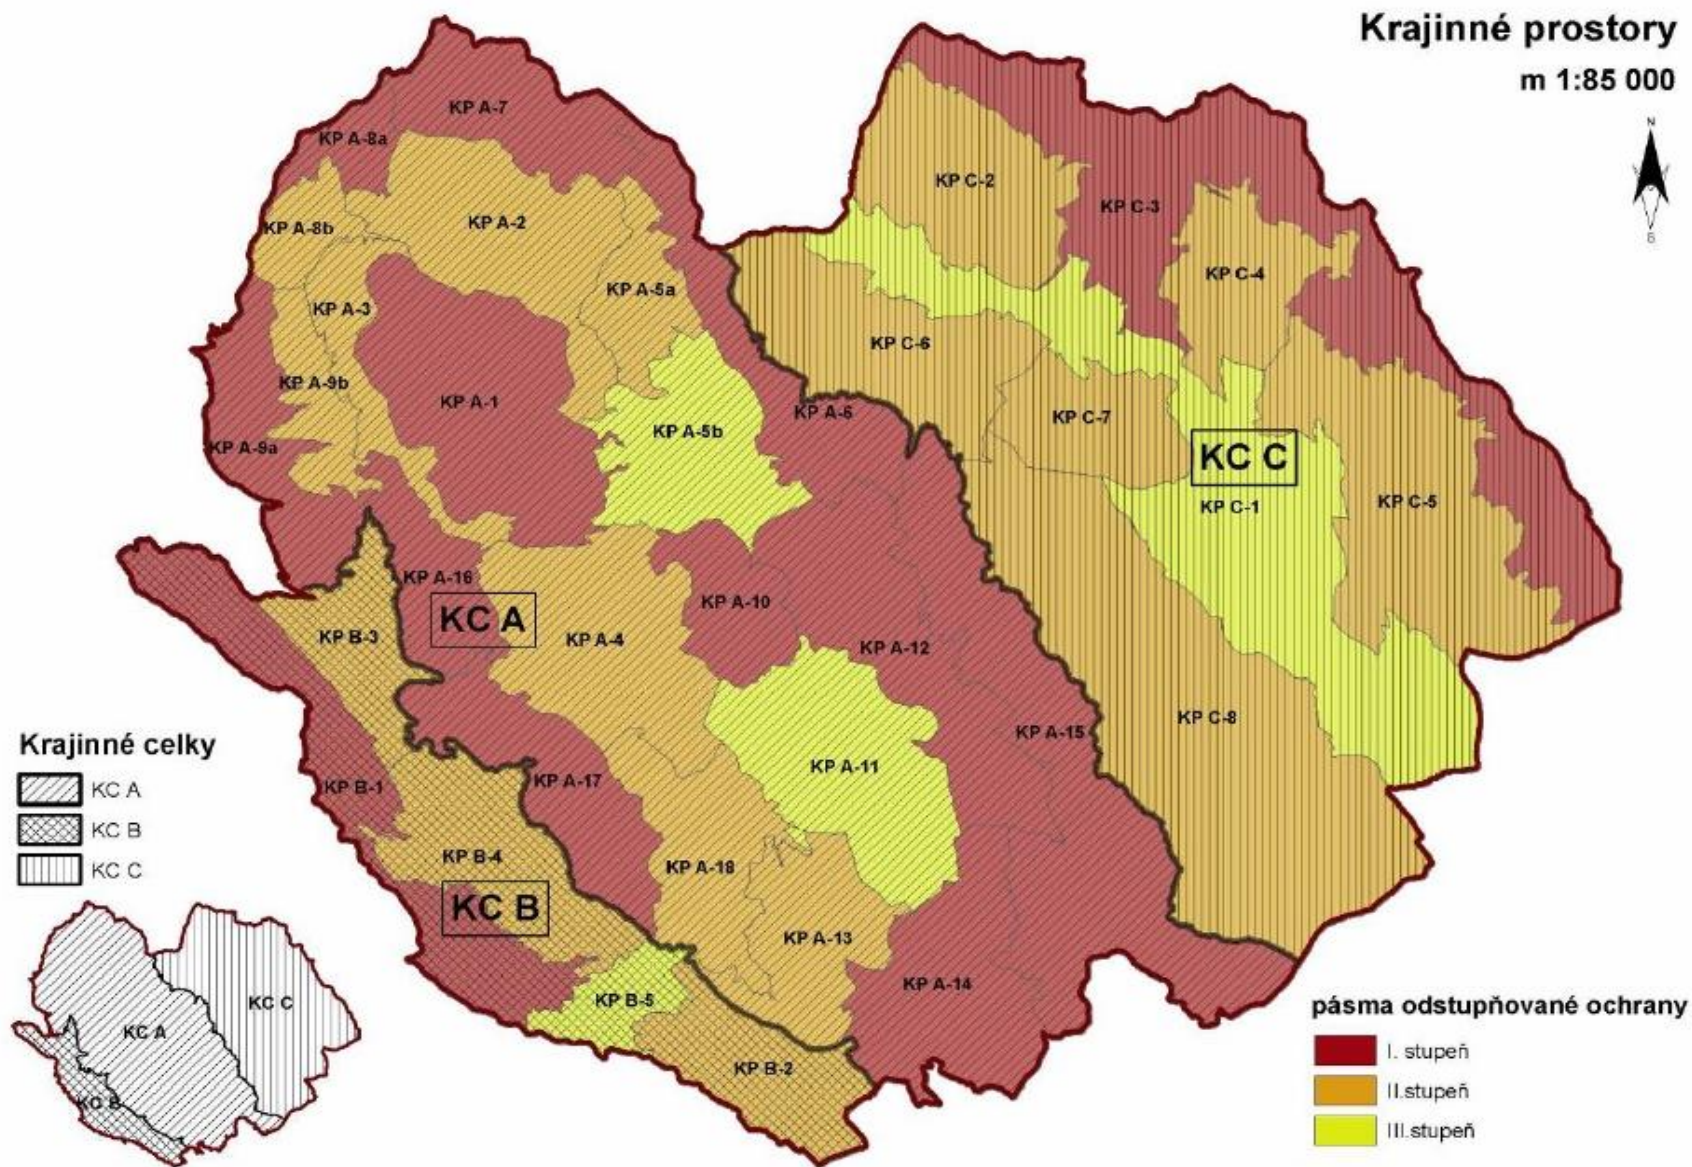 Krajinné prostory
m 1:85 000
N
S
KP A-7
KP A-8a
KP C-2
KP C-3
KP A-2
KP A-8b
KP C-4
KP A-5a
KP A-3
KP C-6
KP A-9b
KP A-1
KP A-6
KP C-7
KP A-5b
KP A-9a
KC C
KP C-5
KP C-1
KP A-16
KP A-10
KC A
KP B-3
KP A-4
KP A-12
KP C-8
KP A-15
KP A-11
KP A-17
KP B-1
KP B-4
KP A-18
KC B
KP A-13
KP A-14
KP B-5
KP B-2
Krajinné celky
KC A
KC B
KC C
KC C
KC A
KC B
pásma odstupňované ochrany
I. stupeň
II.stupeň
III.stupeň